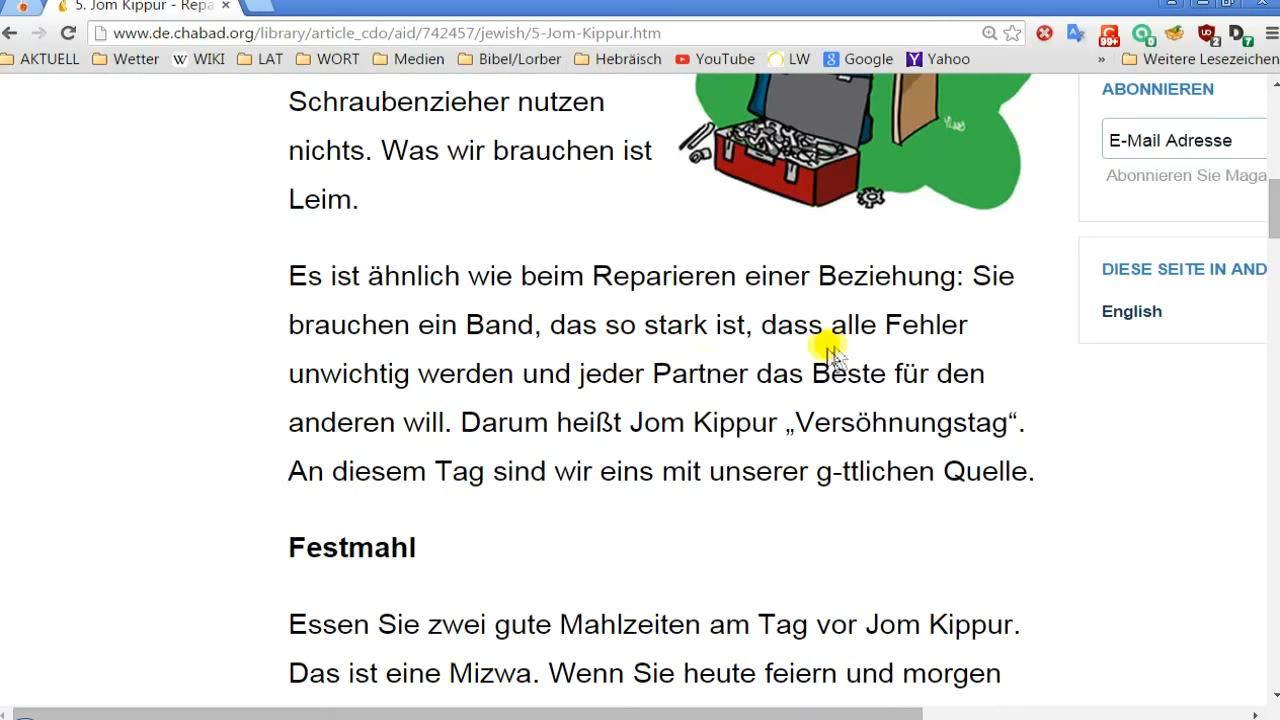 5. Jom Kippur - Repa
www.de.chabad.org/library/article_cdo/aid/742457/jewish/5-Jom-Kippur.htm
AKTUELL Wetter WIKI LAT WORT Medien Bibel/Lorber Hebräisch YouTube LW Google Yahoo » Weitere Lesezeichen
Schraubenzieher nutzen
nichts. Was wir brauchen ist
Leim.
Es ist ähnlich wie beim Reparieren einer Beziehung: Sie
brauchen ein Band, das so stark ist, dass alle Fehler
unwichtig werden und jeder Partner das Beste für den
anderen will. Darum heißt Jom Kippur „Versöhnungstag“.
An diesem Tag sind wir eins mit unserer g-ttlichen Quelle.
Festmahl
Essen Sie zwei gute Mahlzeiten am Tag vor Jom Kippur.
Das ist eine Mizwa. Wenn Sie heute feiern und morgen
ABONNIEREN
E-Mail Adresse
Abonnieren Sie Maga
DIESE SEITE IN AND
English